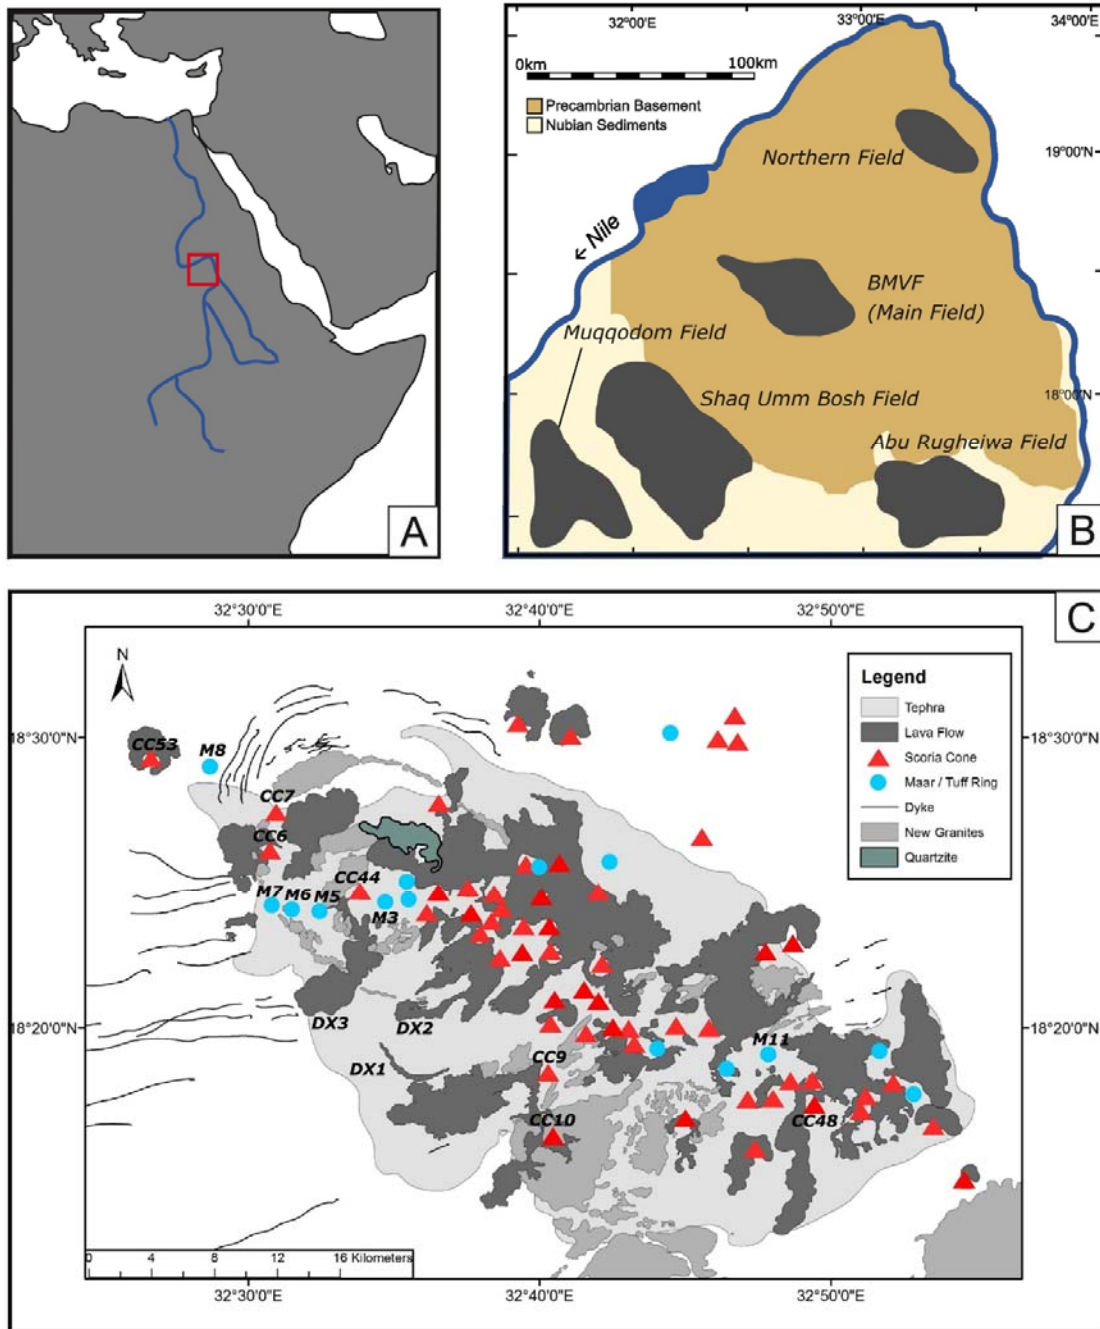 A
32°00'E
33°00'E
34°00'E
0km
100km
Precambrian Basement
Nubian Sediments
Northern Field
19°00'N
← Nile
BMVF
(Main Field)
Muqqodom Field
Shaq Umm Bosh Field
18°00'N
Abu Rugheiwa Field
B
C
32°30'0"E
32°40'0"E
32°50'0"E
N
Legend
Tephra
Lava Flow
Scoria Cone
Maar / Tuff Ring
Dyke
New Granites
Quartzite
18°30'0"N
18°30'0"N
CC53
M8
CC7
CC6
CC44
M7
M6
M5
M3
DX3
DX2
18°20'0"N
18°20'0"N
M11
DX1
CC9
CC48
CC10
0
4
8
12
16 Kilometers
32°30'0"E
32°40'0"E
32°50'0"E